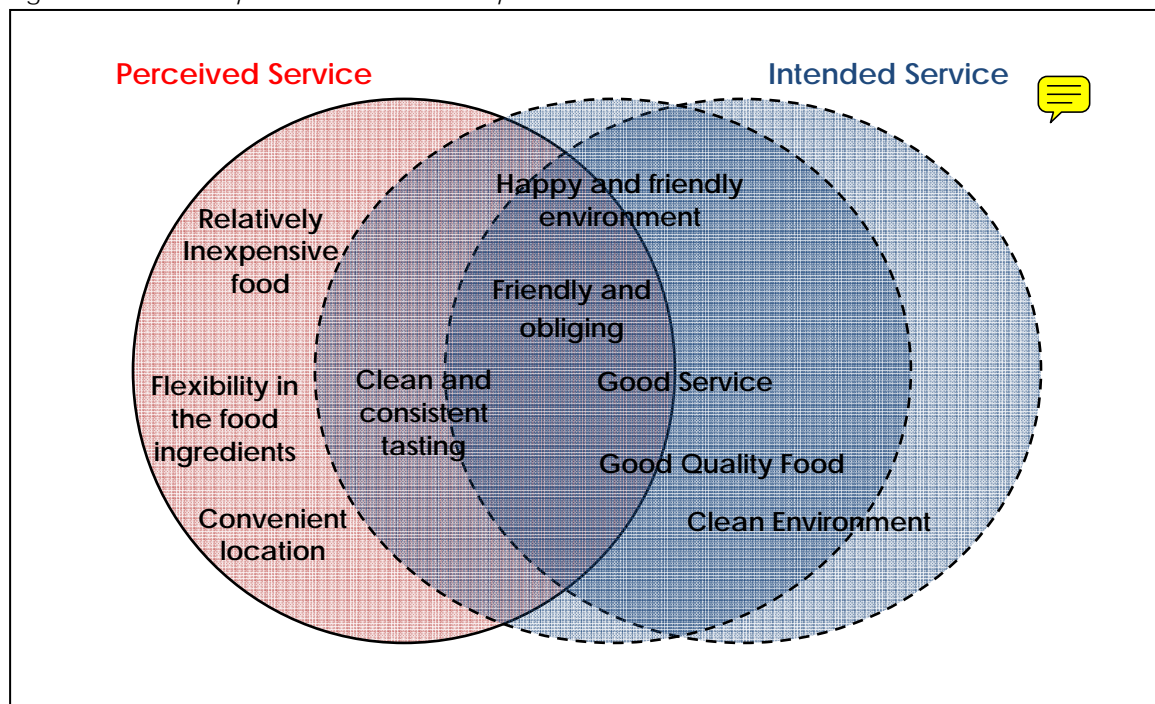 Perceived Service
Intended Service
Happy and friendly
environment
Relatively
Inexpensive
food
Friendly and
obliging
Flexibility in
the food
ingredients
Clean and
consistent
tasting
Good Service
Good Quality Food
Convenient
location
Clean Environment